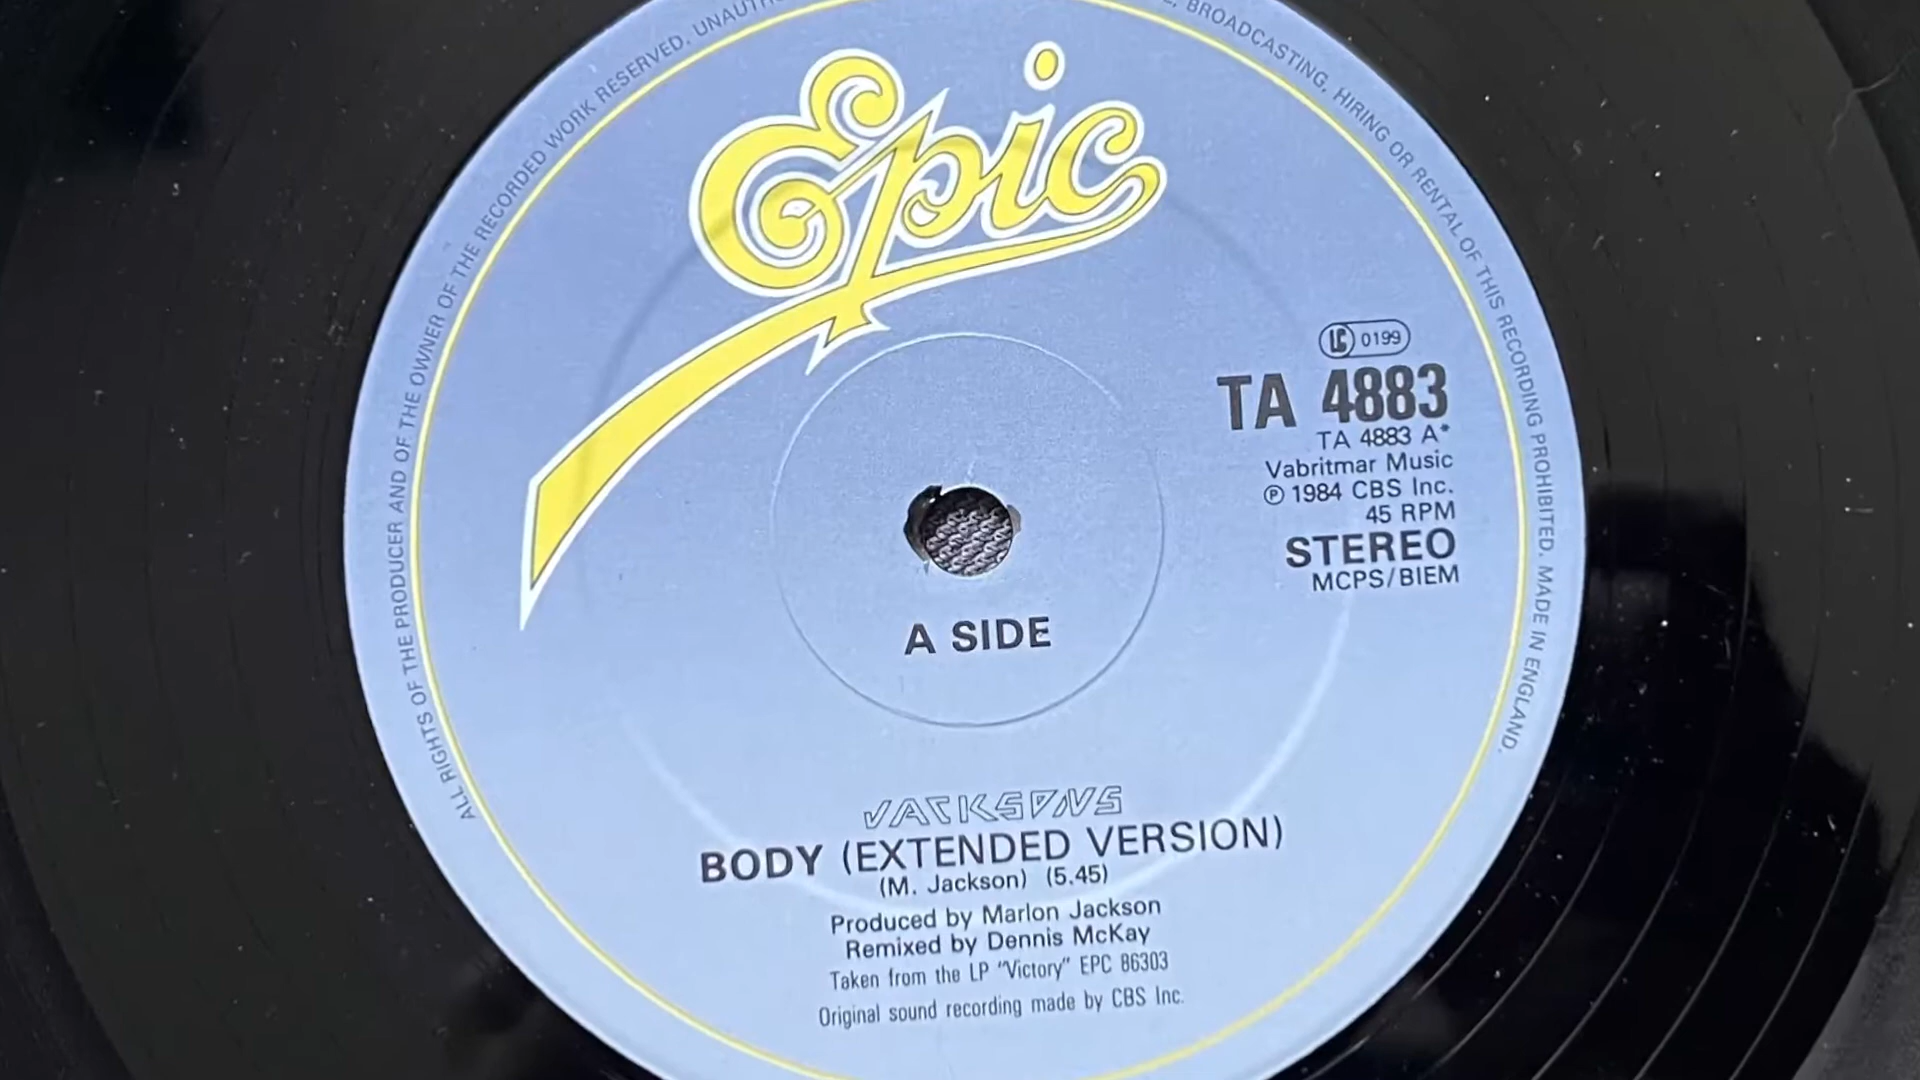 ALL RIGHTS OF THE PRODUCER AND OF THE OWNER OF THE RECORDED WORK RESERVED. BROADCASTING, HIRING OR RENTAL OF THIS RECORDING PROHIBITED. MADE IN ENGLAND.
Epic
LC 0199
TA 4883
TA 4883 A*
Vabritmar Music
℗ 1984 CBS Inc.
45 RPM
STEREO
MCPS/BIEM
A SIDE
JACKSONS
BODY (EXTENDED VERSION)
(M. Jackson) (5.45)
Produced by Marlon Jackson
Remixed by Dennis McKay
Taken from the LP "Victory" EPC 86303
Original sound recording made by CBS Inc.